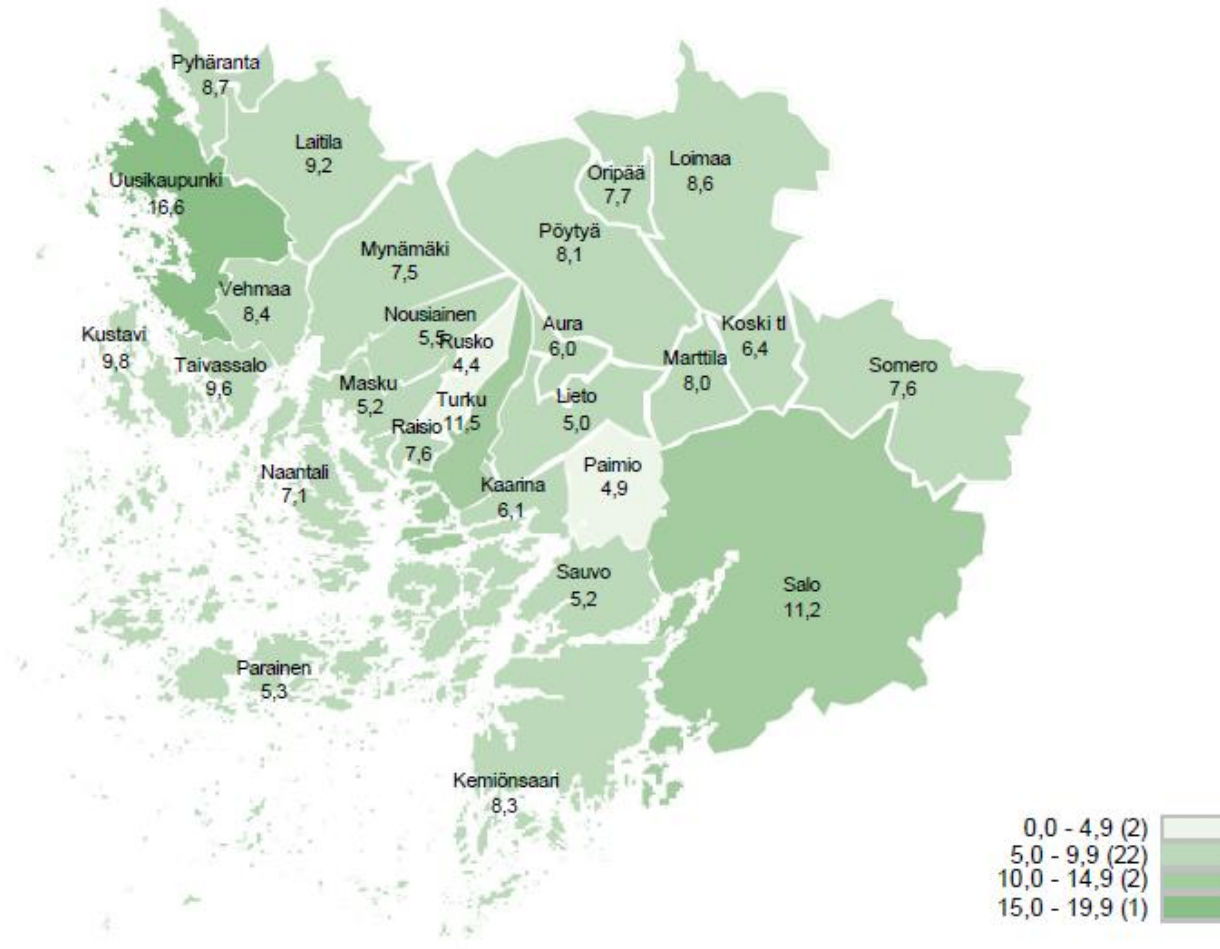 Pyhäranta
8,7
Laitila
9,2
Uusikaupunki
16,6
Oripää
7,7
Loimaa
8,6
Pöytyä
8,1
Mynämäki
7,5
Vehmaa
8,4
Nousiainen
5,5
Rusko
4,4
Aura
6,0
Koski tl
6,4
Kustavi
9,8
Taivassalo
9,6
Marttila
8,0
Somero
7,6
Masku
5,2
Turku
11,5
Lieto
5,0
Raisio
7,6
Naantali
7,1
Kaarina
6,1
Paimio
4,9
Sauvo
5,2
Salo
11,2
Parainen
5,3
Kemiönsaari
8,3
0,0 - 4,9 (2)
5,0 - 9,9 (22)
10,0 - 14,9 (2)
15,0 - 19,9 (1)